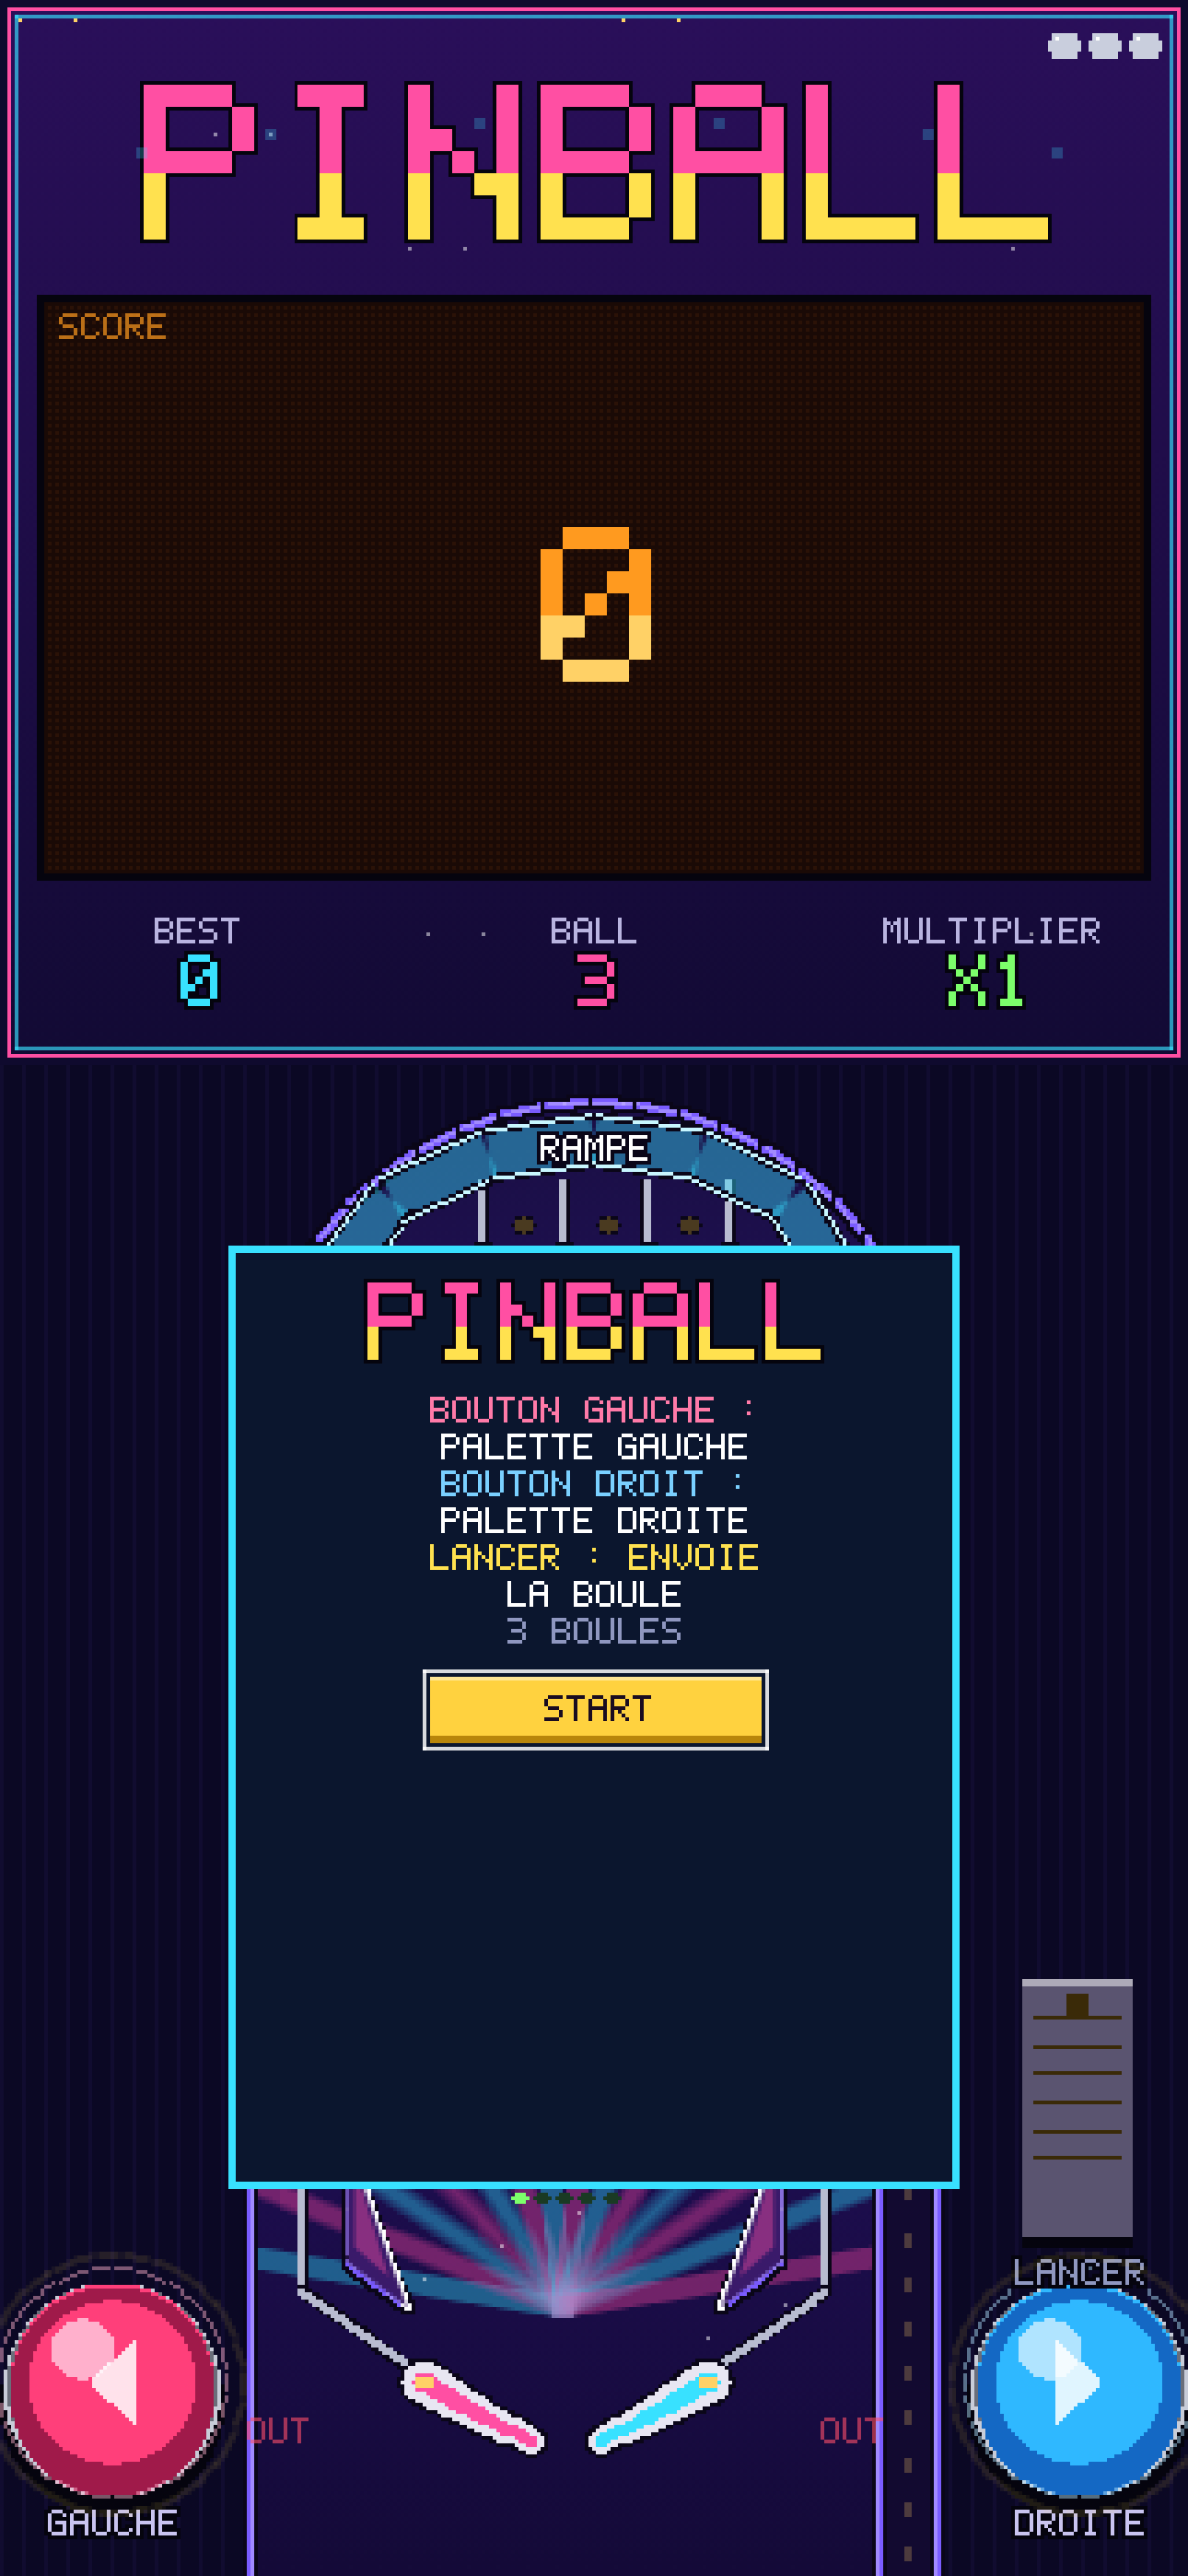 PINBALL
SCORE
0
BEST BALL MULTIPLIER
0 3 X1
RAMPE
PINBALL
BOUTON GAUCHE :
PALETTE GAUCHE
BOUTON DROIT :
PALETTE DROITE
LANCER : ENVOIE
LA BOULE
3 BOULES
START
LANCER
OUT OUT
GAUCHE DROITE